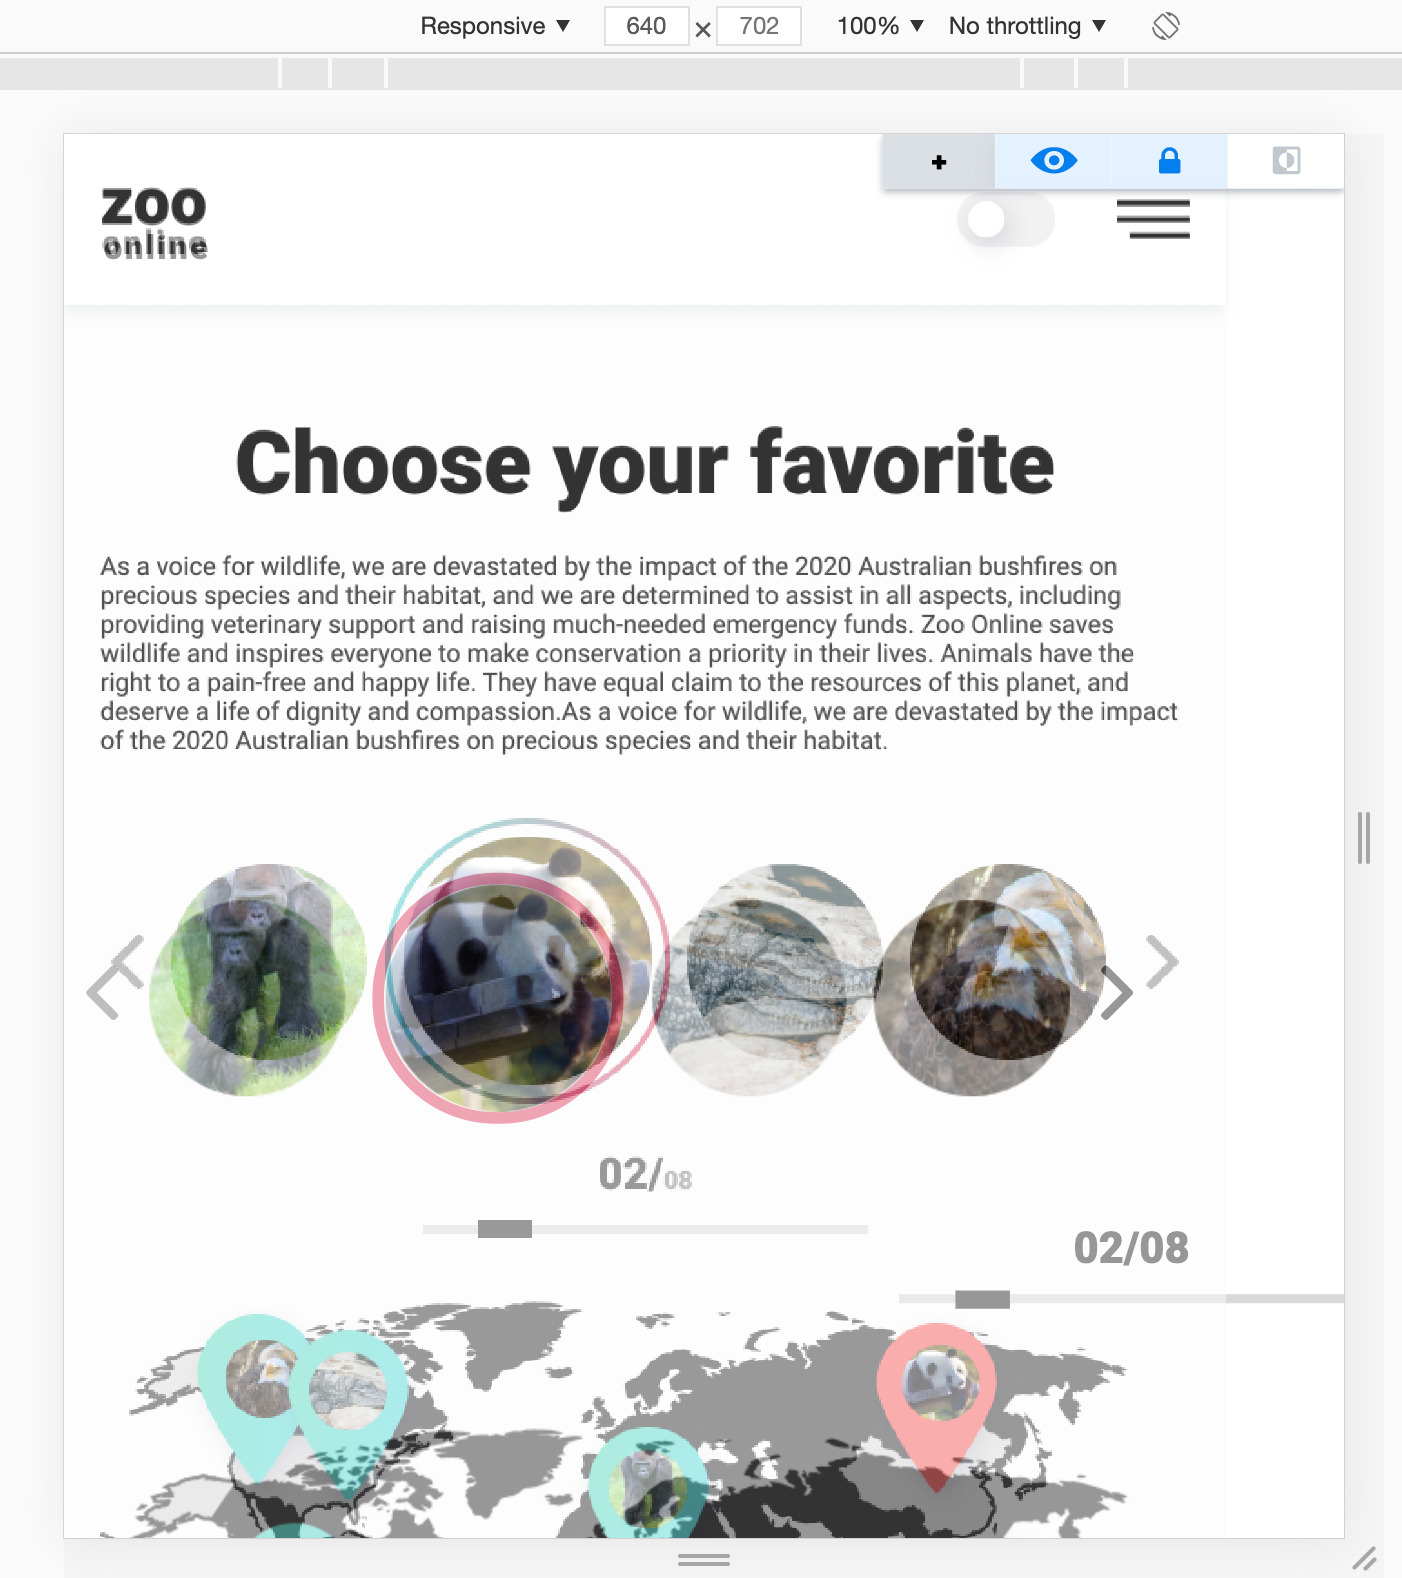 Responsive ▼ 640 × 702 100% ▼ No throttling ▼
zoo
online
Choose your favorite
As a voice for wildlife, we are devastated by the impact of the 2020 Australian bushfires on
precious species and their habitat, and we are determined to assist in all aspects, including
providing veterinary support and raising much-needed emergency funds. Zoo Online saves
wildlife and inspires everyone to make conservation a priority in their lives. Animals have the
right to a pain-free and happy life. They have equal claim to the resources of this planet, and
deserve a life of dignity and compassion.As a voice for wildlife, we are devastated by the impact
of the 2020 Australian bushfires on precious species and their habitat.
02/08
02/08